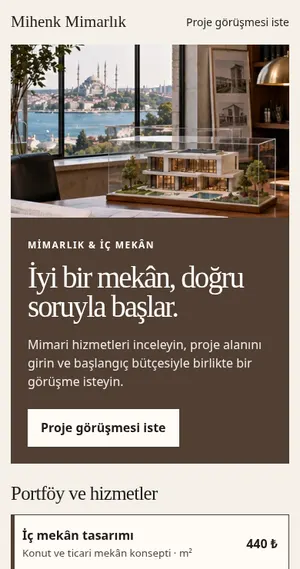 Mihenk Mimarlık
Proje görüşmesi iste
MİMARLIK & İÇ MEKÂN
İyi bir mekân, doğru
soruyla başlar.
Mimari hizmetleri inceleyin, proje alanını
girin ve başlangıç bütçesiyle birlikte bir
görüşme isteyin.
Proje görüşmesi iste
Portföy ve hizmetler
İç mekân tasarımı
440 ₺
Konut ve ticari mekân konsepti · m²